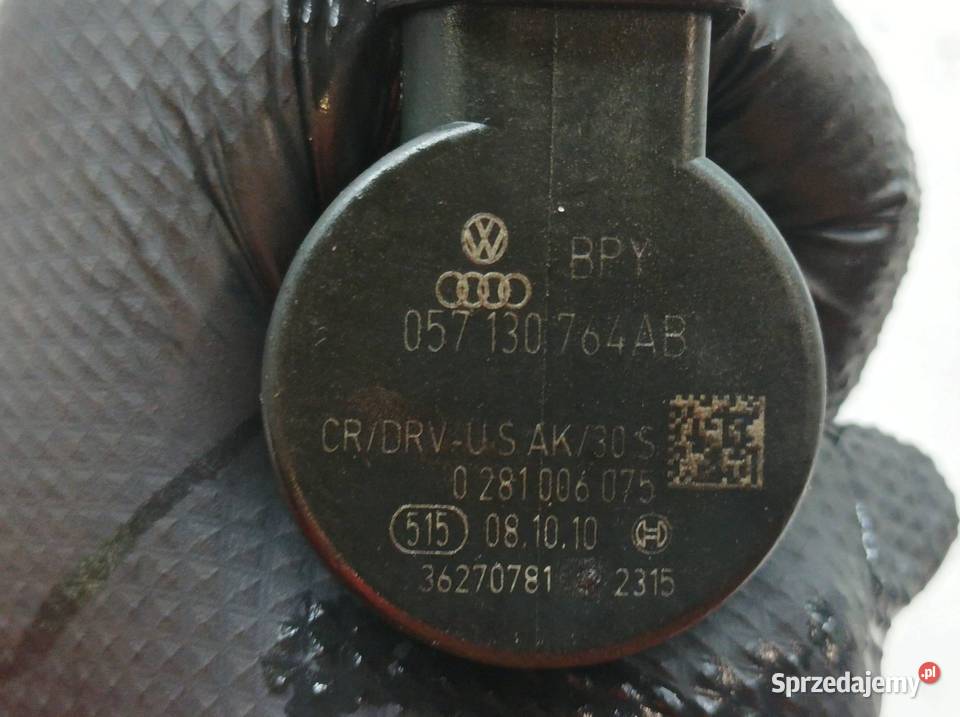 BPY
057 130 764AB
CR/DRV-U S AK/30 S
0 281 006 075
515 08.10.10
36270781 2315
Sprzedajemy.pl